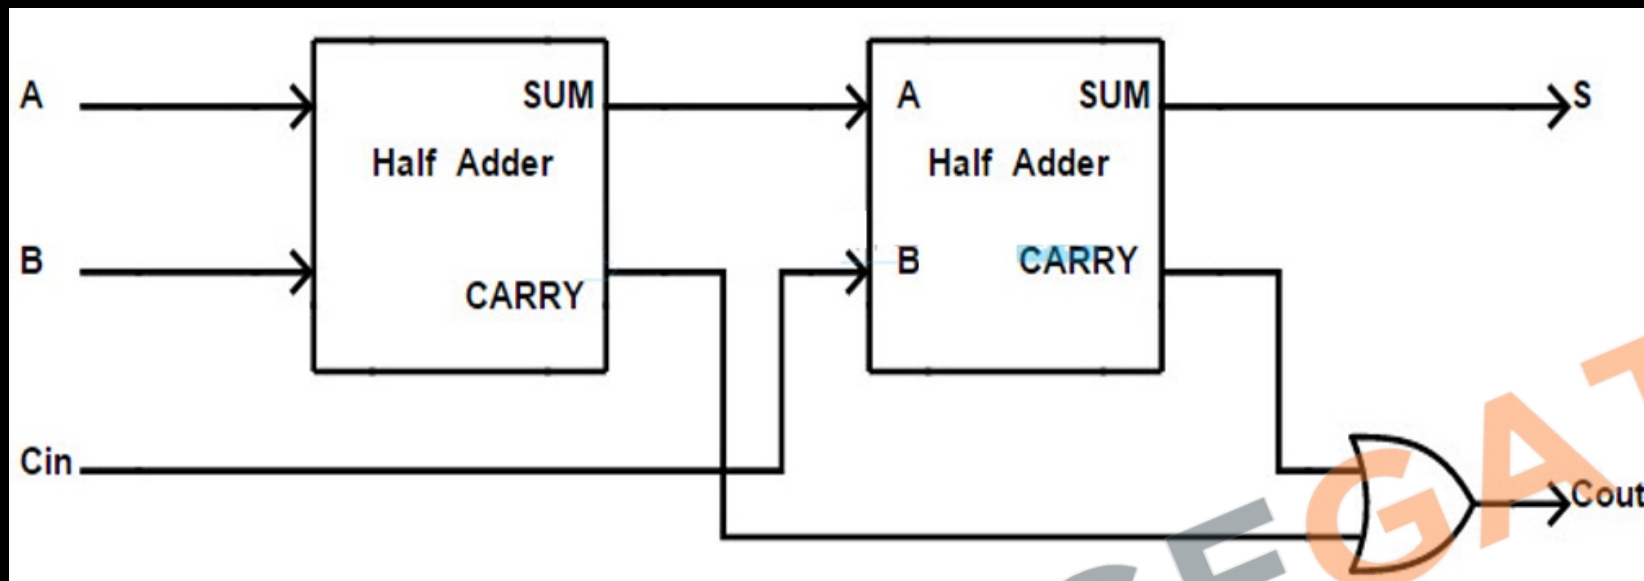 A
SUM
A
SUM
S
Half Adder
Half Adder
B
CARRY
B
CARRY
Cin
Cout